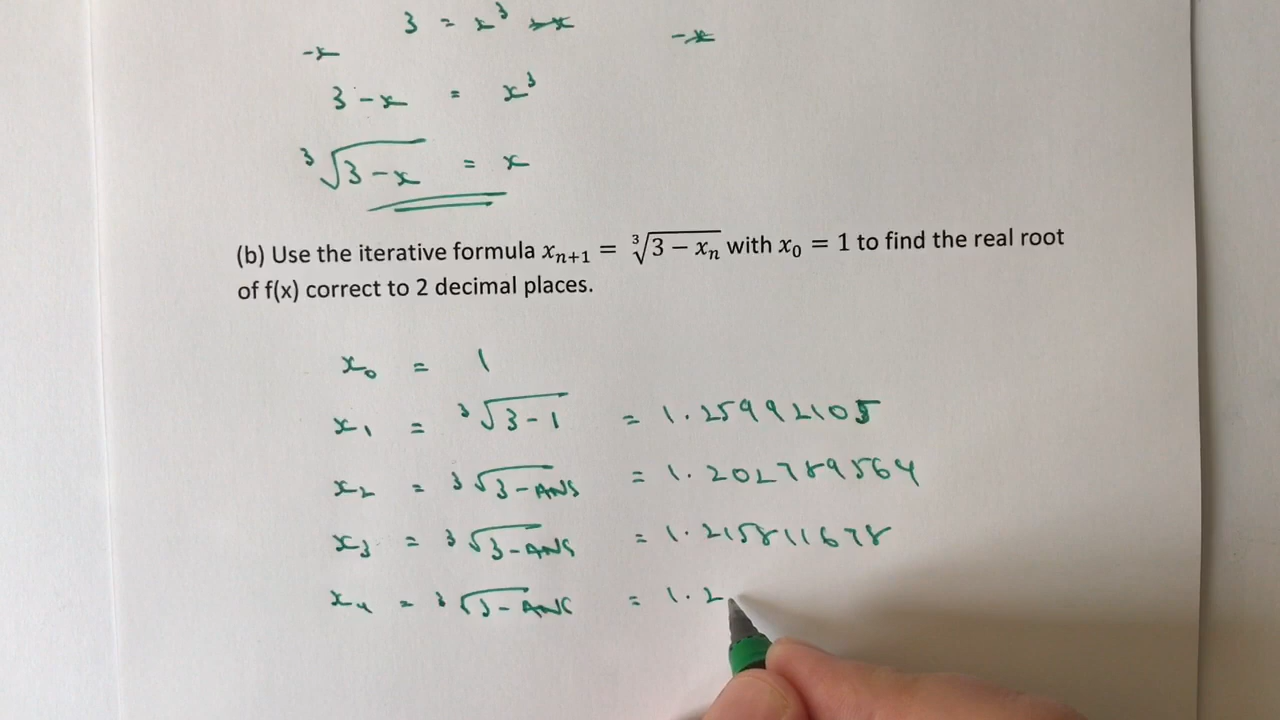 3 = x³ +x
-x -x
3 - x = x³
³√3 - x = x
(b) Use the iterative formula xₙ₊₁ = ³√3 − xₙ with x₀ = 1 to find the real root
of f(x) correct to 2 decimal places.
x₀ = 1
x₁ = ³√3-1 = 1.25992105
x₂ = ³√3-ANS = 1.202789564
x₃ = ³√3-ANS = 1.215811678
x₄ = ³√3-ANS = 1.2